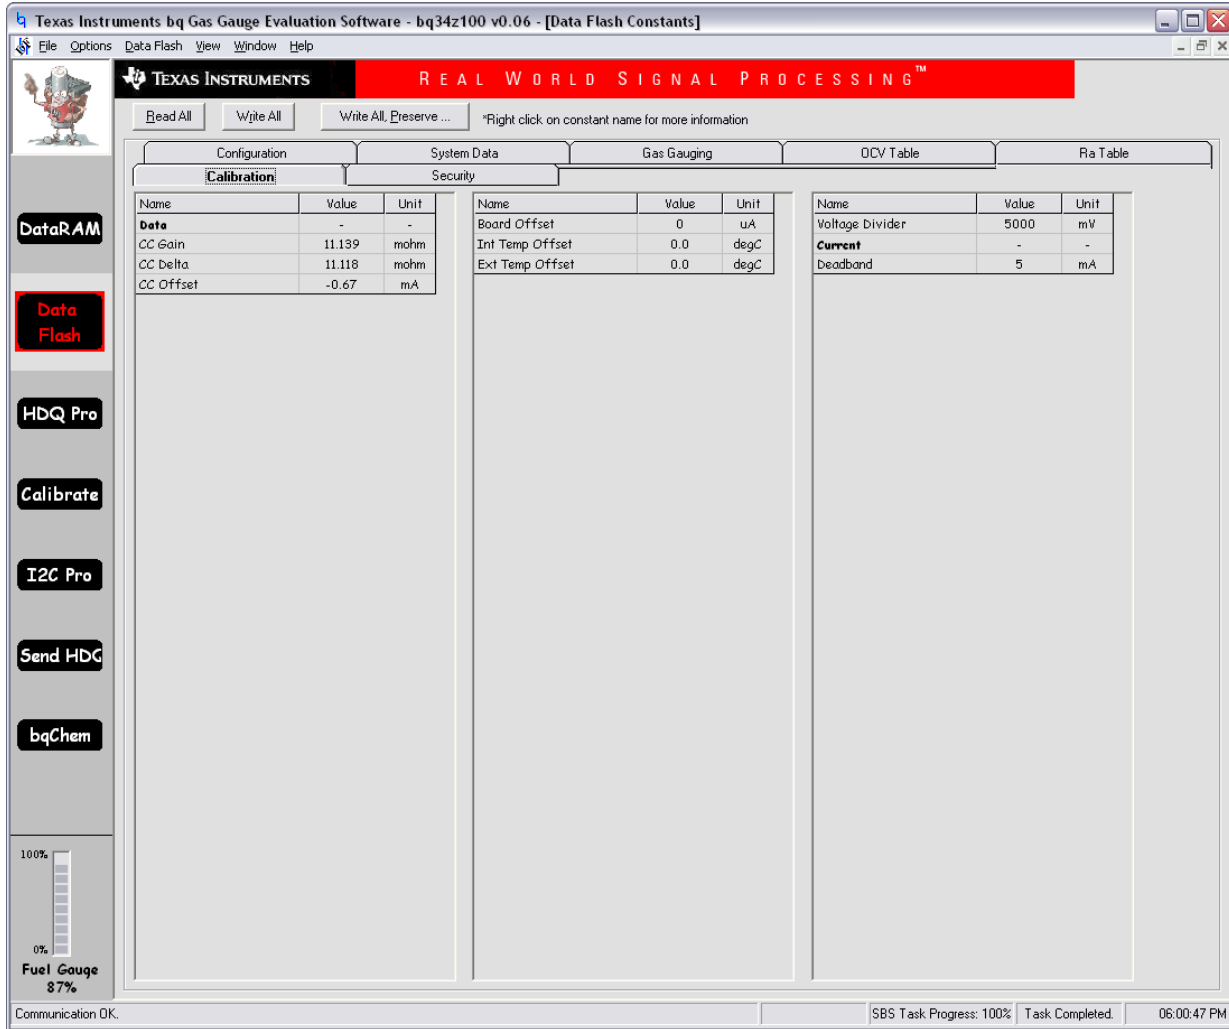 Texas Instruments bq Gas Gauge Evaluation Software - bq34z100 v0.06 - [Data Flash Constants]
File Options Data Flash View Window Help
TEXAS INSTRUMENTS REAL WORLD SIGNAL PROCESSING™
Read All Write All Write All, Preserve ... *Right click on constant name for more information
Configuration System Data Gas Gauging OCV Table Ra Table
Calibration Security
Name Value Unit Name Value Unit Name Value Unit
Data - - Board Offset 0 uA Voltage Divider 5000 mV
CC Gain 11.139 mohm Int Temp Offset 0.0 degC Current - -
CC Delta 11.118 mohm Ext Temp Offset 0.0 degC Deadband 5 mA
CC Offset -0.67 mA
DataRAM
Data
Flash
HDQ Pro
Calibrate
I2C Pro
Send HDQ
bqChem
100%
0%
Fuel Gauge
87%
Communication OK. SBS Task Progress: 100% Task Completed. 06:00:47 PM